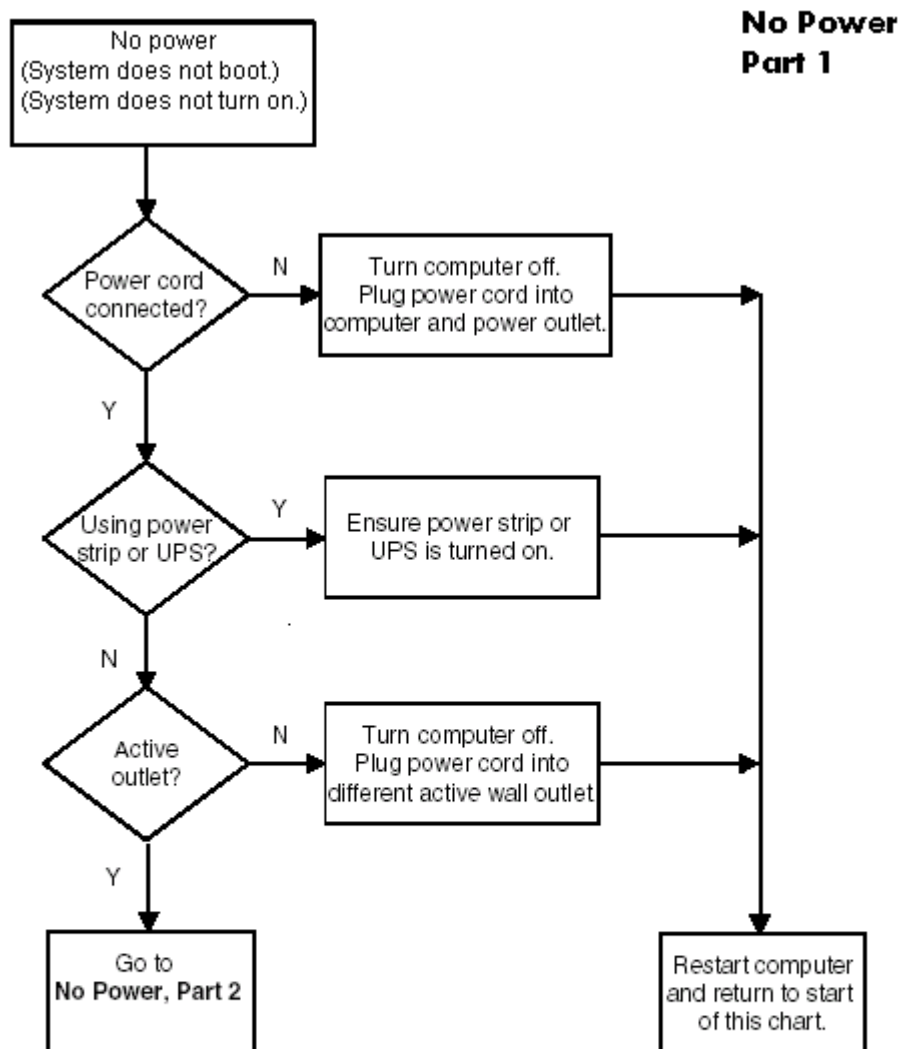 No Power
Part 1
No power
(System does not boot.)
(System does not turn on.)
Power cord
connected?
N
Turn computer off.
Plug power cord into
computer and power outlet.
Y
Using power
strip or UPS?
Y
Ensure power strip or
UPS is turned on.
N
Active
outlet?
N
Turn computer off.
Plug power cord into
different active wall outlet
Y
Go to
No Power, Part 2
Restart computer
and return to start
of this chart.